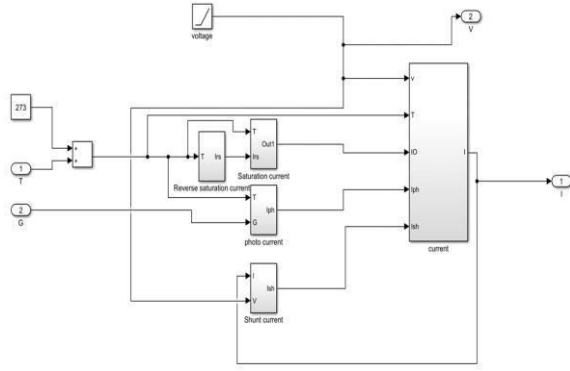 voltage
2
V
273
+
+
1
T
2
G
T
Irs
Reverse saturation current
T
Irs
Out1
Saturation current
T
G
Iph
photo current
I
V
Ish
Shunt current
v
T
IO
Iph
Ish
I
current
1
I